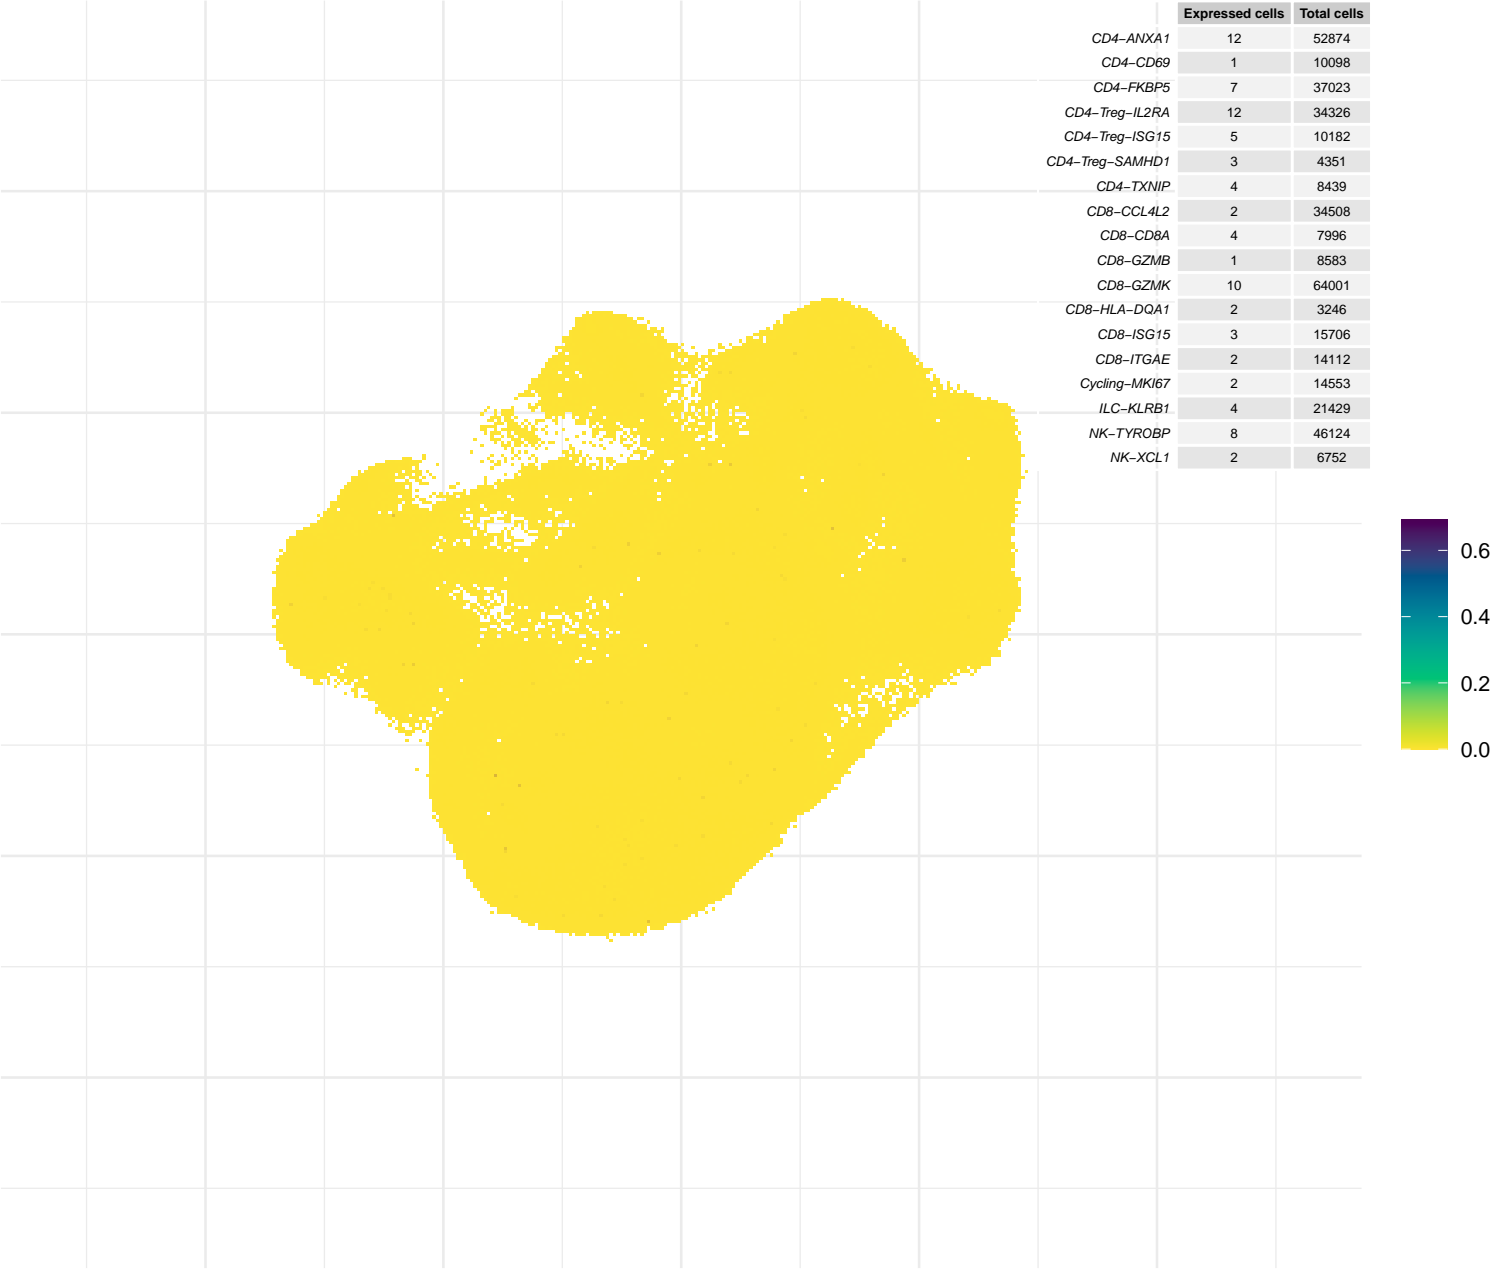 Expressed cells Total cells
CD4−ANXA1 12 52874
CD4−CD69 1 10098
CD4−FKBP5 7 37023
CD4−Treg−IL2RA 12 34326
CD4−Treg−ISG15 5 10182
CD4−Treg−SAMHD1 3 4351
CD4−TXNIP 4 8439
CD8−CCL4L2 2 34508
CD8−CD8A 4 7996
CD8−GZMB 1 8583
CD8−GZMK 10 64001
CD8−HLA−DQA1 2 3246
CD8−ISG15 3 15706
CD8−ITGAE 2 14112
Cycling−MKI67 2 14553
ILC−KLRB1 4 21429
NK−TYROBP 8 46124
NK−XCL1 2 6752
0.6
0.4
0.2
0.0